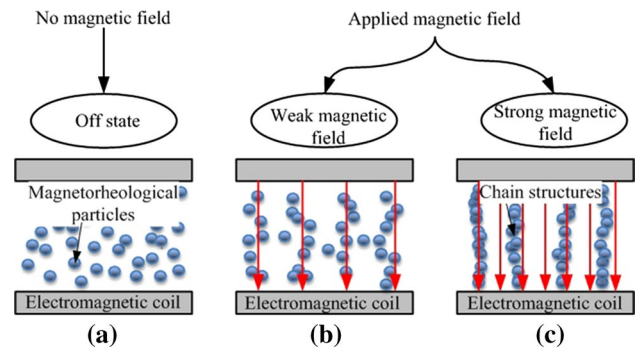 No magnetic field
Applied magnetic field
Off state
Weak magnetic
field
Strong magnetic
field
Magnetorheological
particles
Chain structures
Electromagnetic coil
Electromagnetic coil
Electromagnetic coil
(a)
(b)
(c)